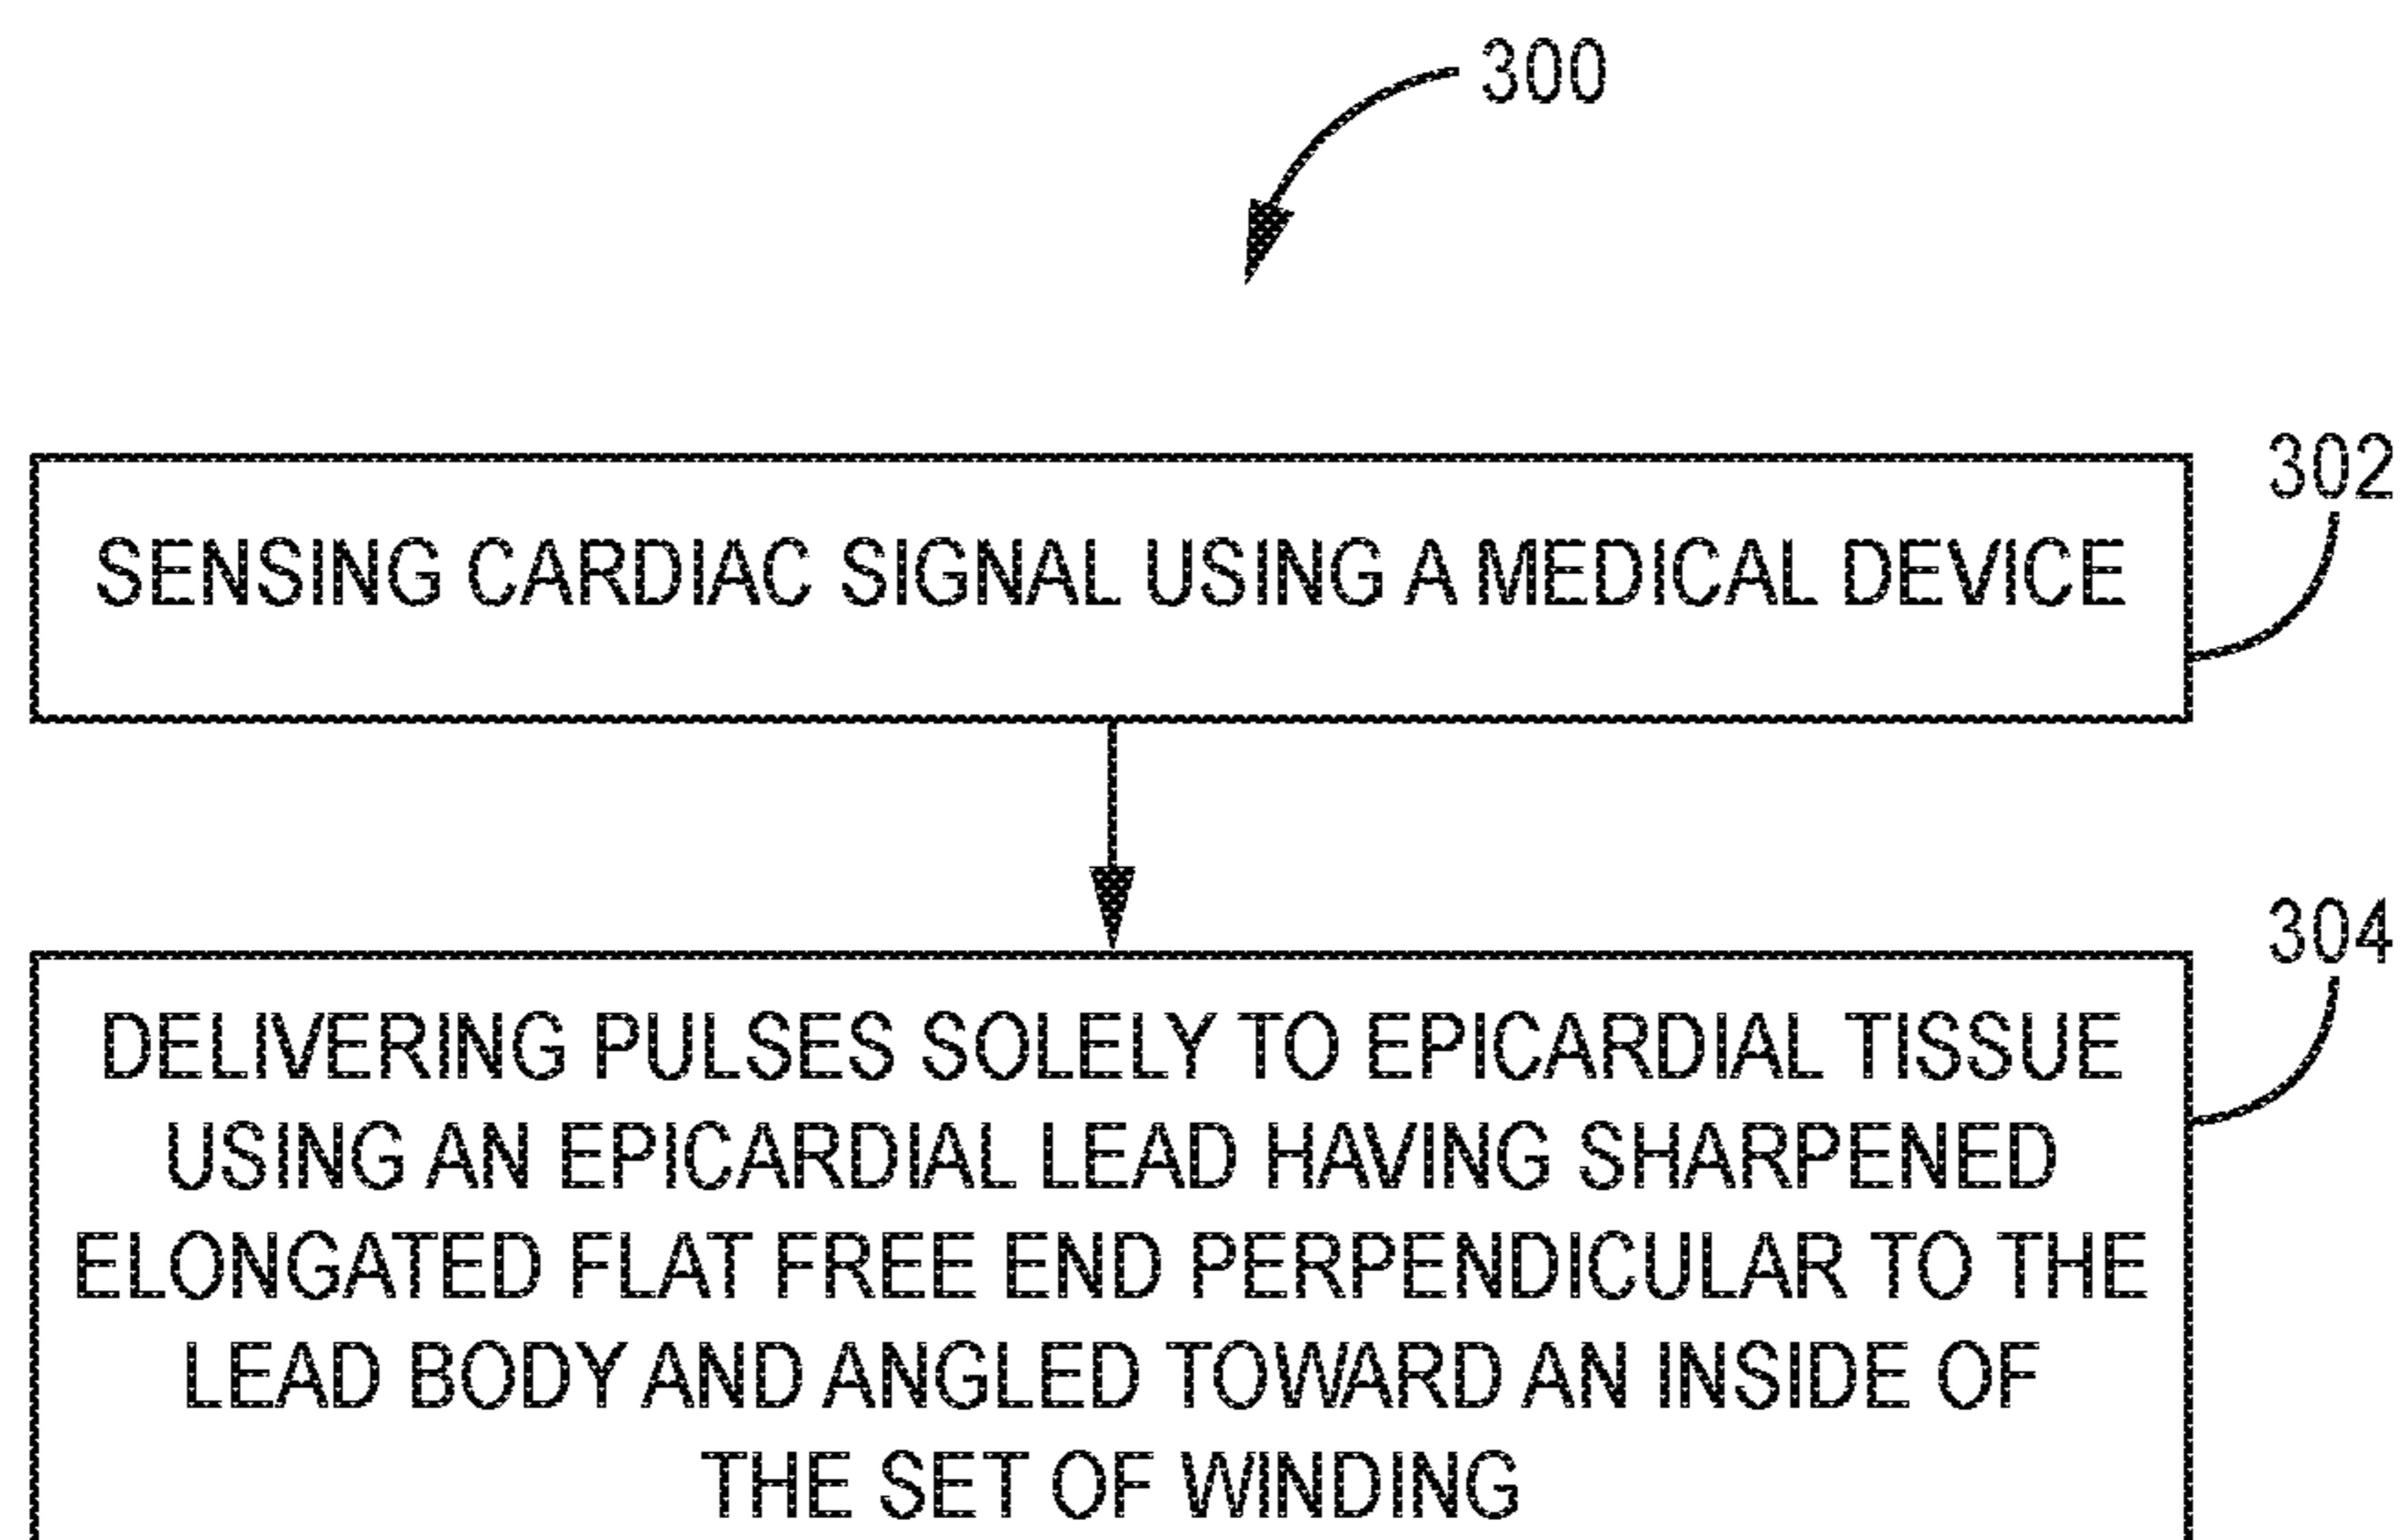 300
302
SENSING CARDIAC SIGNAL USING A MEDICAL DEVICE
304
DELIVERING PULSES SOLELY TO EPICARDIAL TISSUE
USING AN EPICARDIAL LEAD HAVING SHARPENED
ELONGATED FLAT FREE END PERPENDICULAR TO THE
LEAD BODY AND ANGLED TOWARD AN INSIDE OF
THE SET OF WINDING